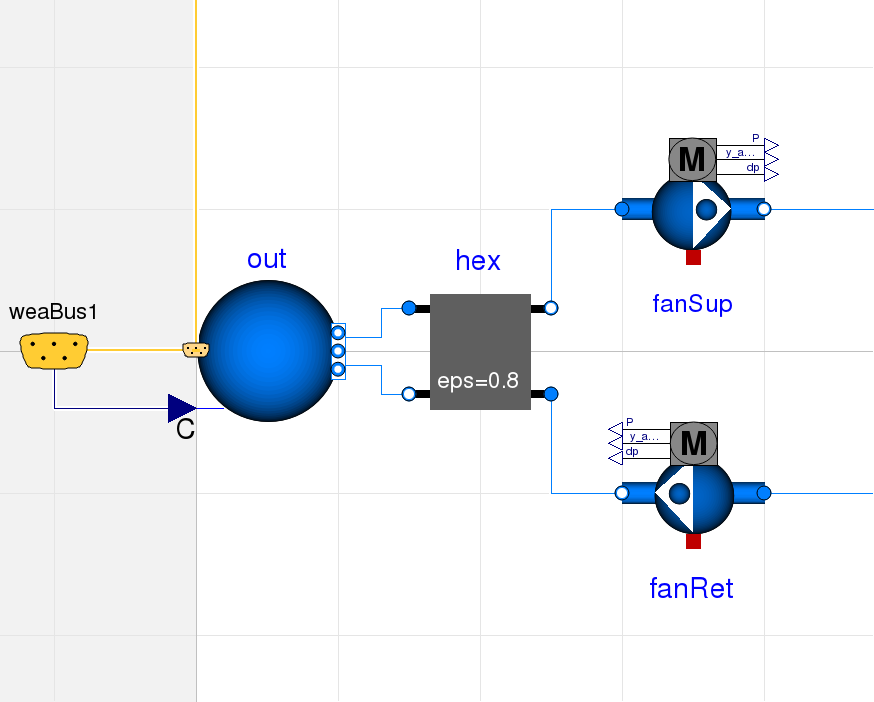 P
M
y_a...
dp
out
hex
fanSup
weaBus1
eps=0.8
C
P
M
y_a...
dp
fanRet